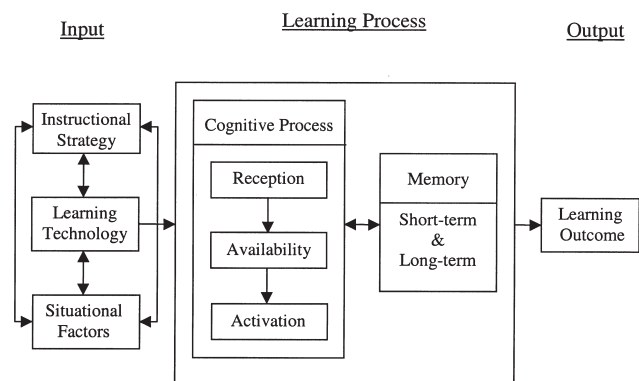 Input
Learning Process
Output
Instructional
Strategy
Learning
Technology
Situational
Factors
Cognitive Process
Reception
Availability
Activation
Memory
Short-term
&
Long-term
Learning
Outcome